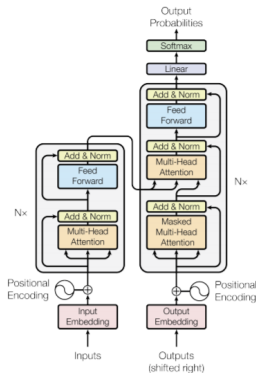 Output
Probabilities
Softmax
Linear
Add & Norm
Feed
Forward
Add & Norm
Multi-Head
Attention
Add & Norm
Masked
Multi-Head
Attention
N×
Add & Norm
Feed
Forward
Add & Norm
Multi-Head
Attention
N×
Positional
Encoding
Positional
Encoding
Input
Embedding
Output
Embedding
Inputs
Outputs
(shifted right)